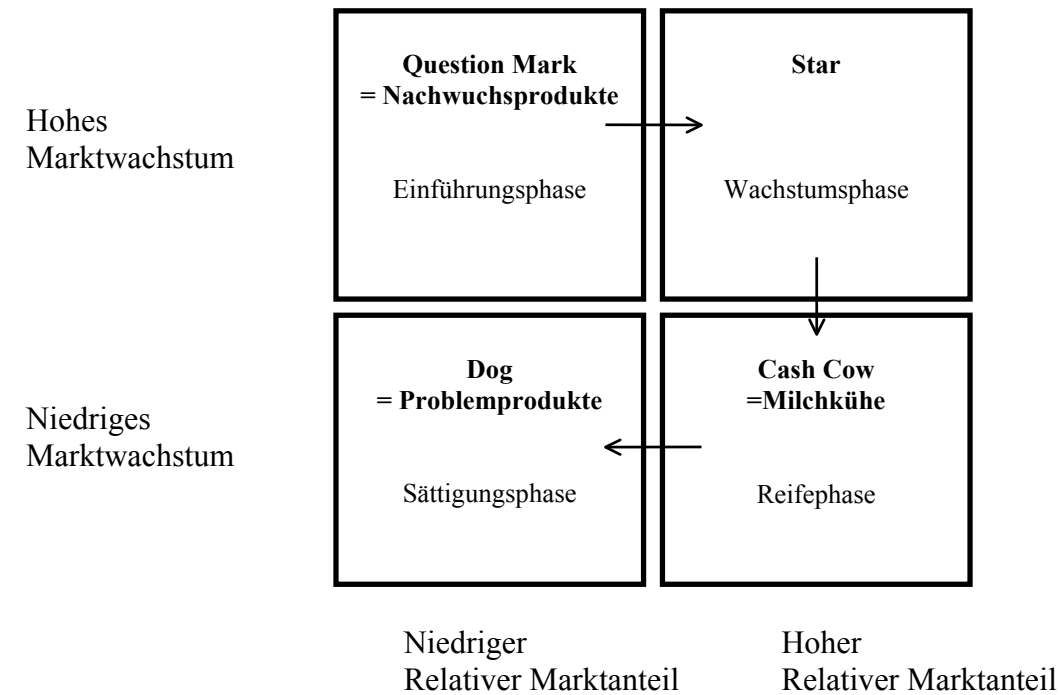 Question Mark
= Nachwuchsprodukte
Star
Hohes
Marktwachstum
Einführungsphase
Wachstumsphase
Dog
= Problemprodukte
Cash Cow
=Milchkühe
Niedriges
Marktwachstum
Sättigungsphase
Reifephase
Niedriger
Relativer Marktanteil
Hoher
Relativer Marktanteil